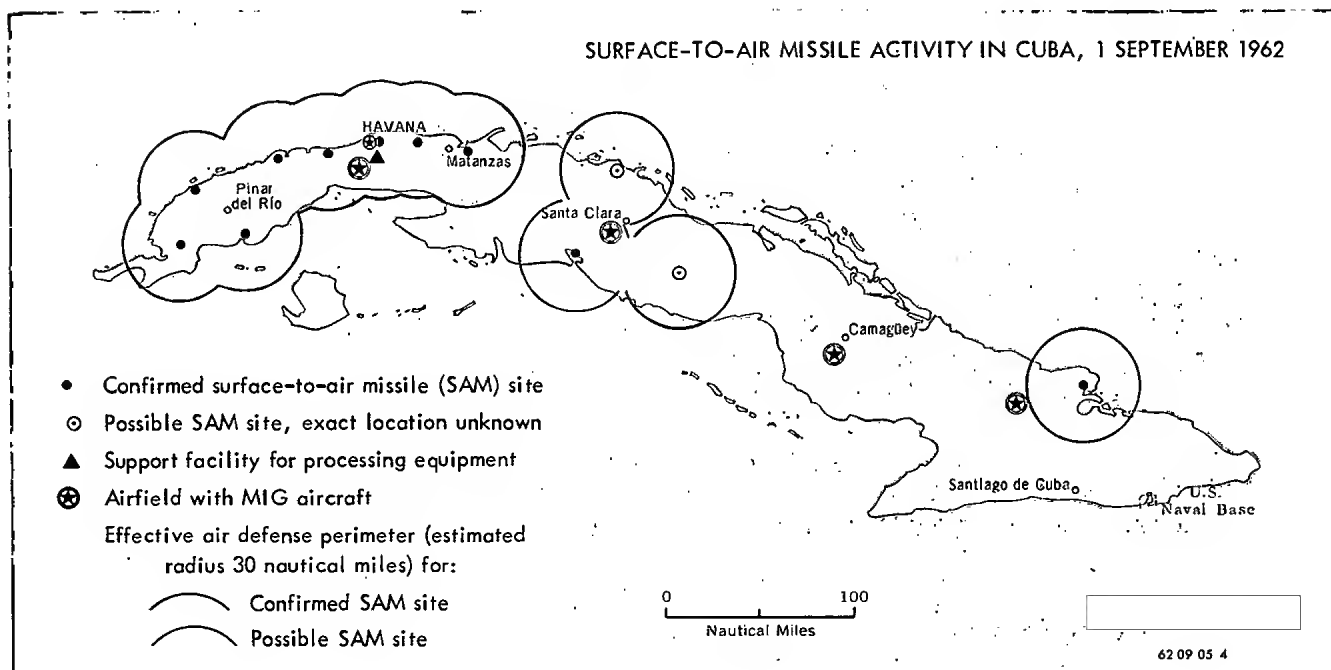 SURFACE-TO-AIR MISSILE ACTIVITY IN CUBA, 1 SEPTEMBER 1962
HAVANA
Matanzas
Pinar
del Río
Santa Clara
Camagüey
Santiago de Cuba
U.S.
Naval Base
Confirmed surface-to-air missile (SAM) site
Possible SAM site, exact location unknown
Support facility for processing equipment
Airfield with MIG aircraft
Effective air defense perimeter (estimated
radius 30 nautical miles) for:
Confirmed SAM site
Possible SAM site
0 100
Nautical Miles
62 09 05 4